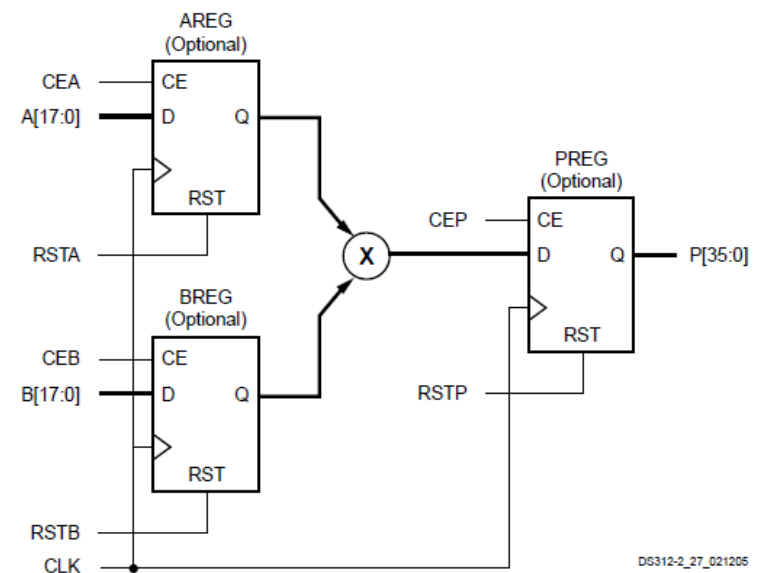 AREG
(Optional)
CEA
CE
A[17:0]
D
Q
RST
RSTA
BREG
(Optional)
CEB
CE
B[17:0]
D
Q
RST
RSTB
CLK
X
PREG
(Optional)
CEP
CE
D
Q
P[35:0]
RST
RSTP
DS312-2_27_021205